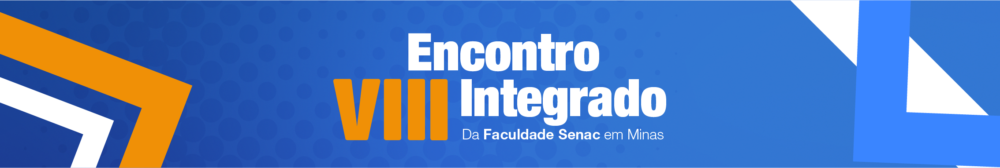 Encontro
VIII Integrado
Da Faculdade Senac em Minas